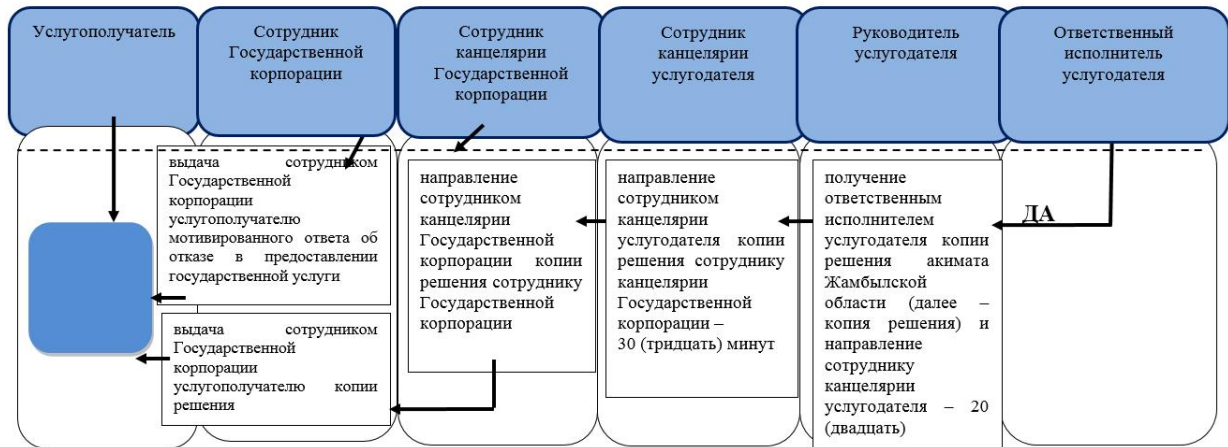 Услугополучатель
Сотрудник
Государственной
корпорации
Сотрудник
канцелярии
Государственной
корпорации
Сотрудник
канцелярии
услугодателя
Руководитель
услугодателя
Ответственный
исполнитель
услугодателя
выдача сотрудником
Государственной
корпорации
услугополучателю
мотивированного ответа об
отказе в предоставлении
государственной услуги
выдача сотрудником
Государственной
корпорации
услугополучателю копии
решения
направление
сотрудником
канцелярии
Государственной
корпорации копии
решения сотруднику
Государственной
корпорации
направление
сотрудником
канцелярии
услугодателя копии
решения сотруднику
канцелярии
Государственной
корпорации –
30 (тридцать) минут
получение
ответственным
исполнителем
услугодателя копии
решения акимата
Жамбылской
области (далее –
копия решения) и
направление
сотруднику
канцелярии
услугодателя – 20
(двадцать)
ДА